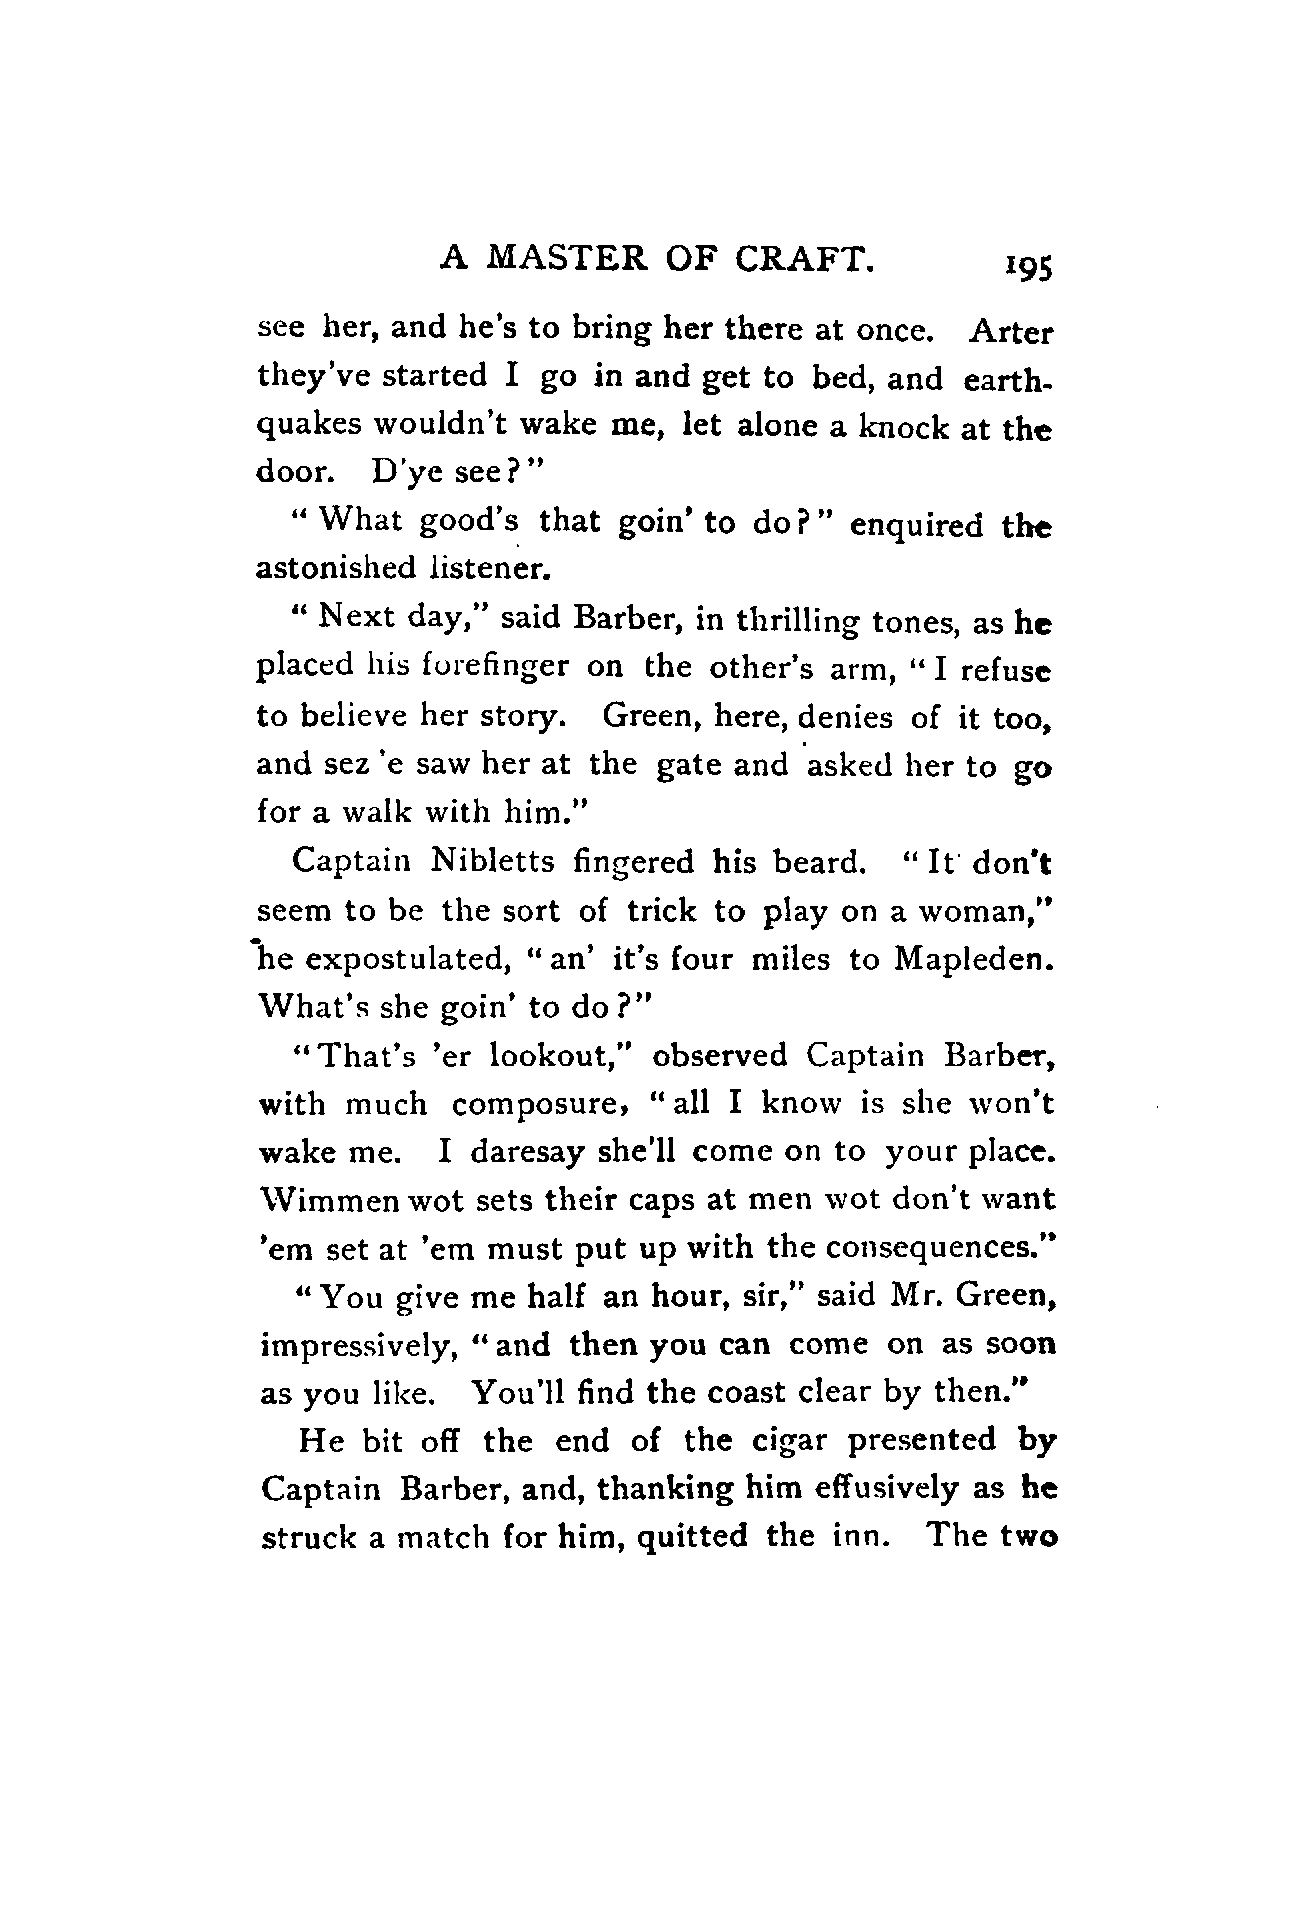 A MASTER OF CRAFT. 195
see her, and he's to bring her there at once. Arter
they've started I go in and get to bed, and earth-
quakes wouldn't wake me, let alone a knock at the
door. D'ye see?"
"What good's that goin' to do?" enquired the
astonished listener.
"Next day," said Barber, in thrilling tones, as he
placed his forefinger on the other's arm, "I refuse
to believe her story. Green, here, denies of it too,
and sez 'e saw her at the gate and asked her to go
for a walk with him."
Captain Nibletts fingered his beard. "It don't
seem to be the sort of trick to play on a woman,"
he expostulated, "an' it's four miles to Mapleden.
What's she goin' to do?"
"That's 'er lookout," observed Captain Barber,
with much composure, "all I know is she won't
wake me. I daresay she'll come on to your place.
Wimmen wot sets their caps at men wot don't want
'em set at 'em must put up with the consequences."
"You give me half an hour, sir," said Mr. Green,
impressively, "and then you can come on as soon
as you like. You'll find the coast clear by then."
He bit off the end of the cigar presented by
Captain Barber, and, thanking him effusively as he
struck a match for him, quitted the inn. The two